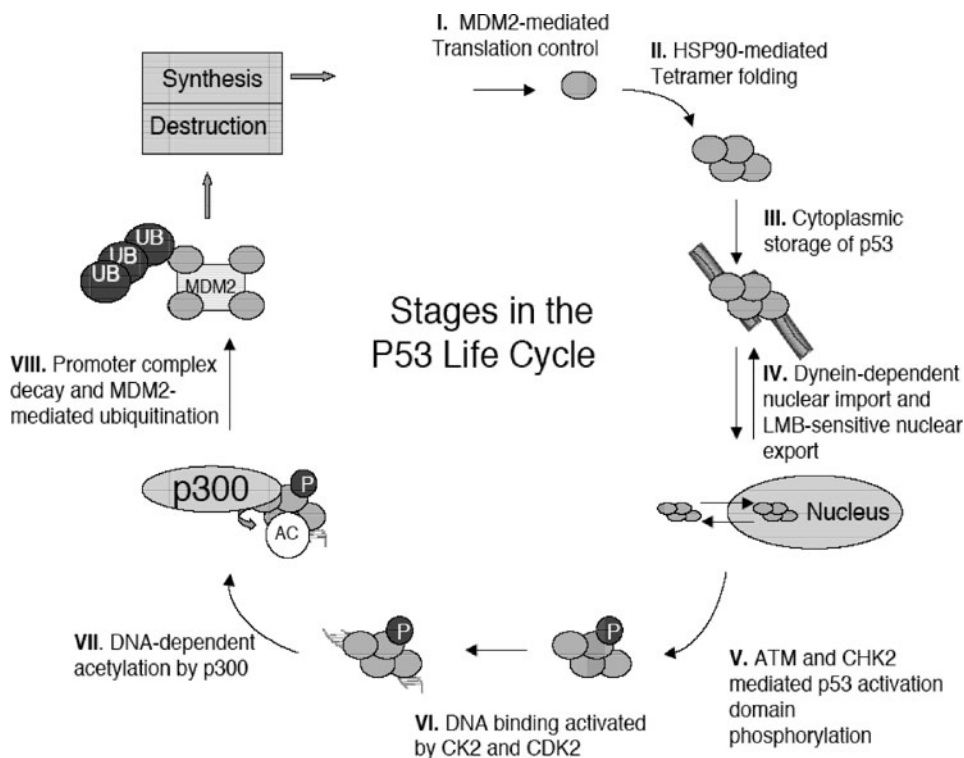 I. MDM2-mediated
Translation control
II. HSP90-mediated
Tetramer folding
Synthesis
Destruction
III. Cytoplasmic
storage of p53
UB
UB
UB
MDM2
Stages in the
P53 Life Cycle
VIII. Promoter complex
decay and MDM2-
mediated ubiquitination
IV. Dynein-dependent
nuclear import and
LMB-sensitive nuclear
export
p300
P
AC
Nucleus
VII. DNA-dependent
acetylation by p300
P
P
V. ATM and CHK2
mediated p53 activation
domain
phosphorylation
VI. DNA binding activated
by CK2 and CDK2